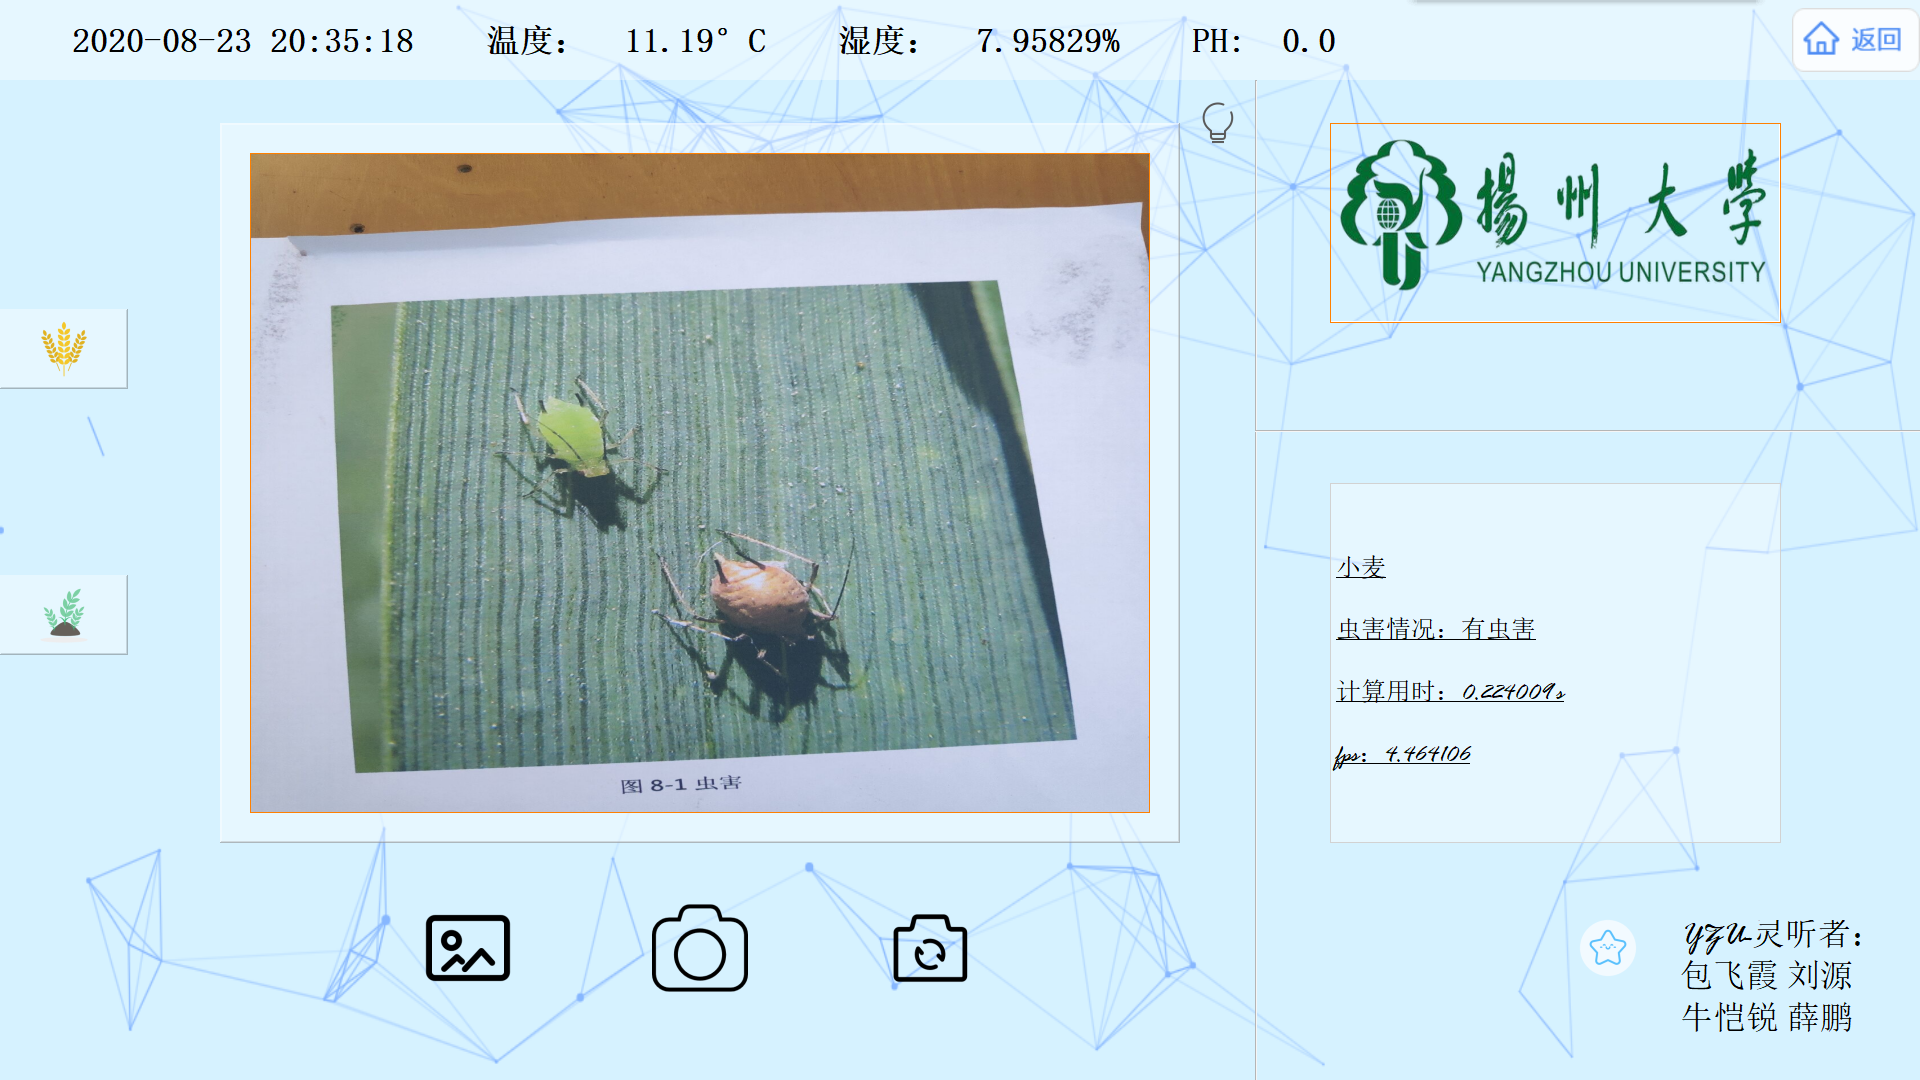 2020-08-23 20:35:18 温度： 11.19°C 湿度： 7.95829% PH: 0.0
返回
揚州大学
YANGZHOU UNIVERSITY
图 8-1 虫害
小麦
虫害情况：有虫害
计算用时：0.224009s
fps：4.464106
YZU-灵听者：
包飞霞 刘源
牛恺锐 薛鹏